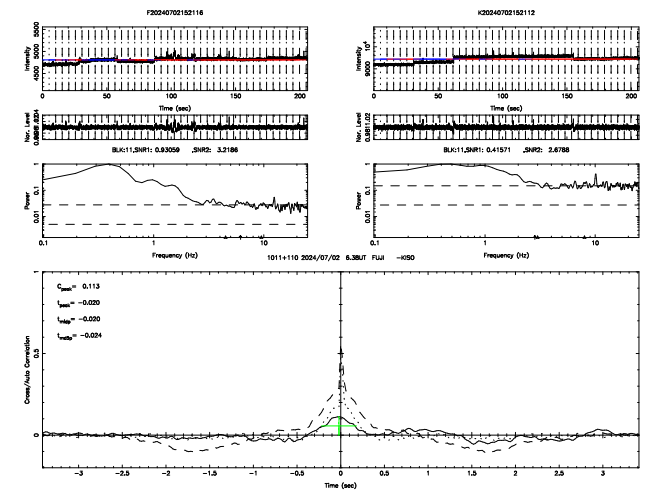 F20240702152116
K20240702152112
Intensity
4500 5000 5500
0 50 100 150 200
Time (sec)
Intensity
9000 10⁴
0 50 100 150 200
Time (sec)
Nor. Level
Nor. Level
BLK:11,SNR1: 0.93059 ,SNR2: 3.2186
BLK:11,SNR1: 0.41571 ,SNR2: 2.6788
Power
1
0.1
0.01
0.1 1 10
Frequency (Hz)
Power
1
0.1
0.01
0.1 1 10
Frequency (Hz)
1011+110 2024/07/02 6.38UT FUJI -KISO
Cross/Auto Correlation
1
0.5
0
C_peak= 0.113
t_peak= -0.020
t_midp= -0.020
-0.024
-3 -2.5 -2 -1.5 -1 -0.5 0 0.5 1 1.5 2 2.5 3
Time (sec)